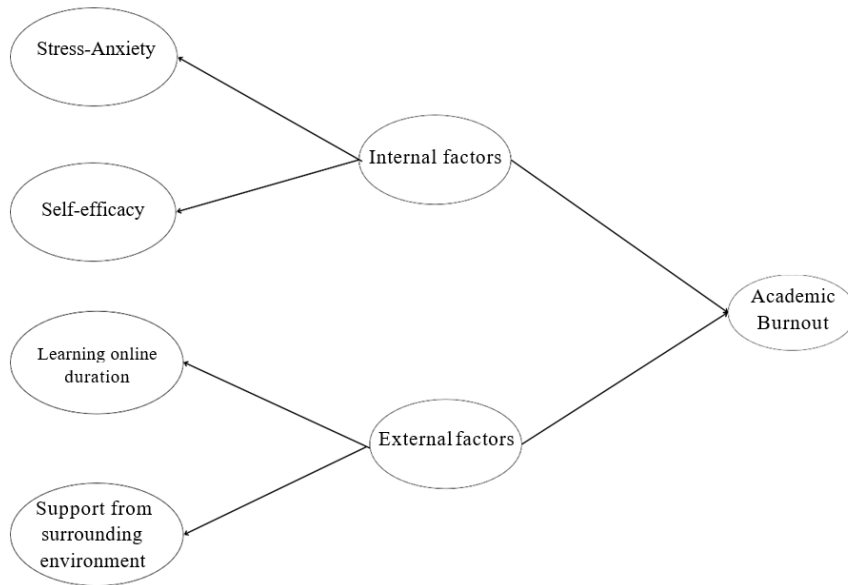 Stress-Anxiety
Internal factors
Self-efficacy
Academic
Burnout
Learning online
duration
External factors
Support from
surrounding
environment